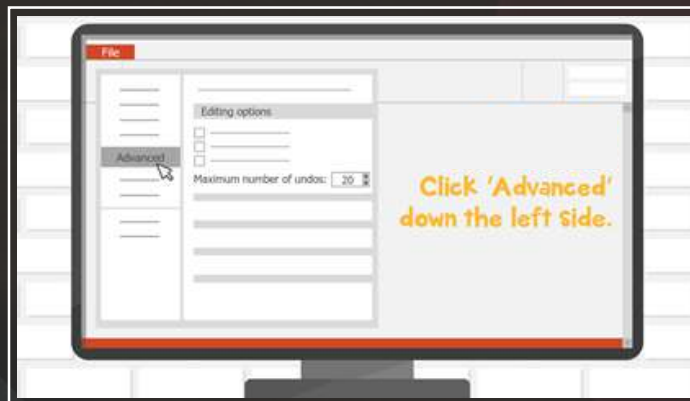 File
Editing options
Advanced
Maximum number of undos: 20
Click 'Advanced'
down the left side.